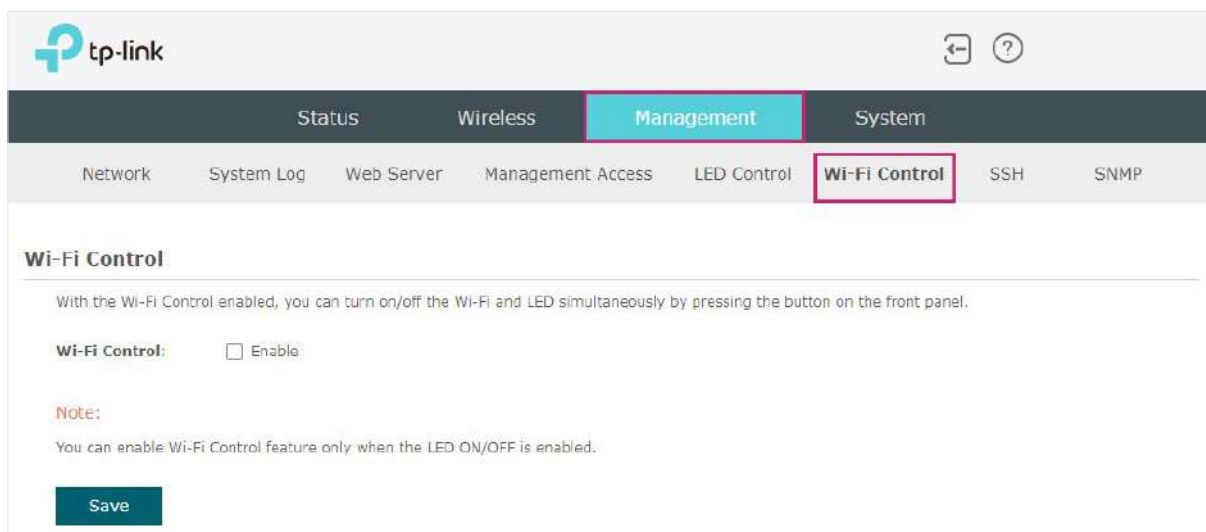 tp-link
Status Wireless Management System
Network System Log Web Server Management Access LED Control Wi-Fi Control SSH SNMP
Wi-Fi Control
With the Wi-Fi Control enabled, you can turn on/off the Wi-Fi and LED simultaneously by pressing the button on the front panel.
Wi-Fi Control: Enable
Note:
You can enable Wi-Fi Control feature only when the LED ON/OFF is enabled.
Save